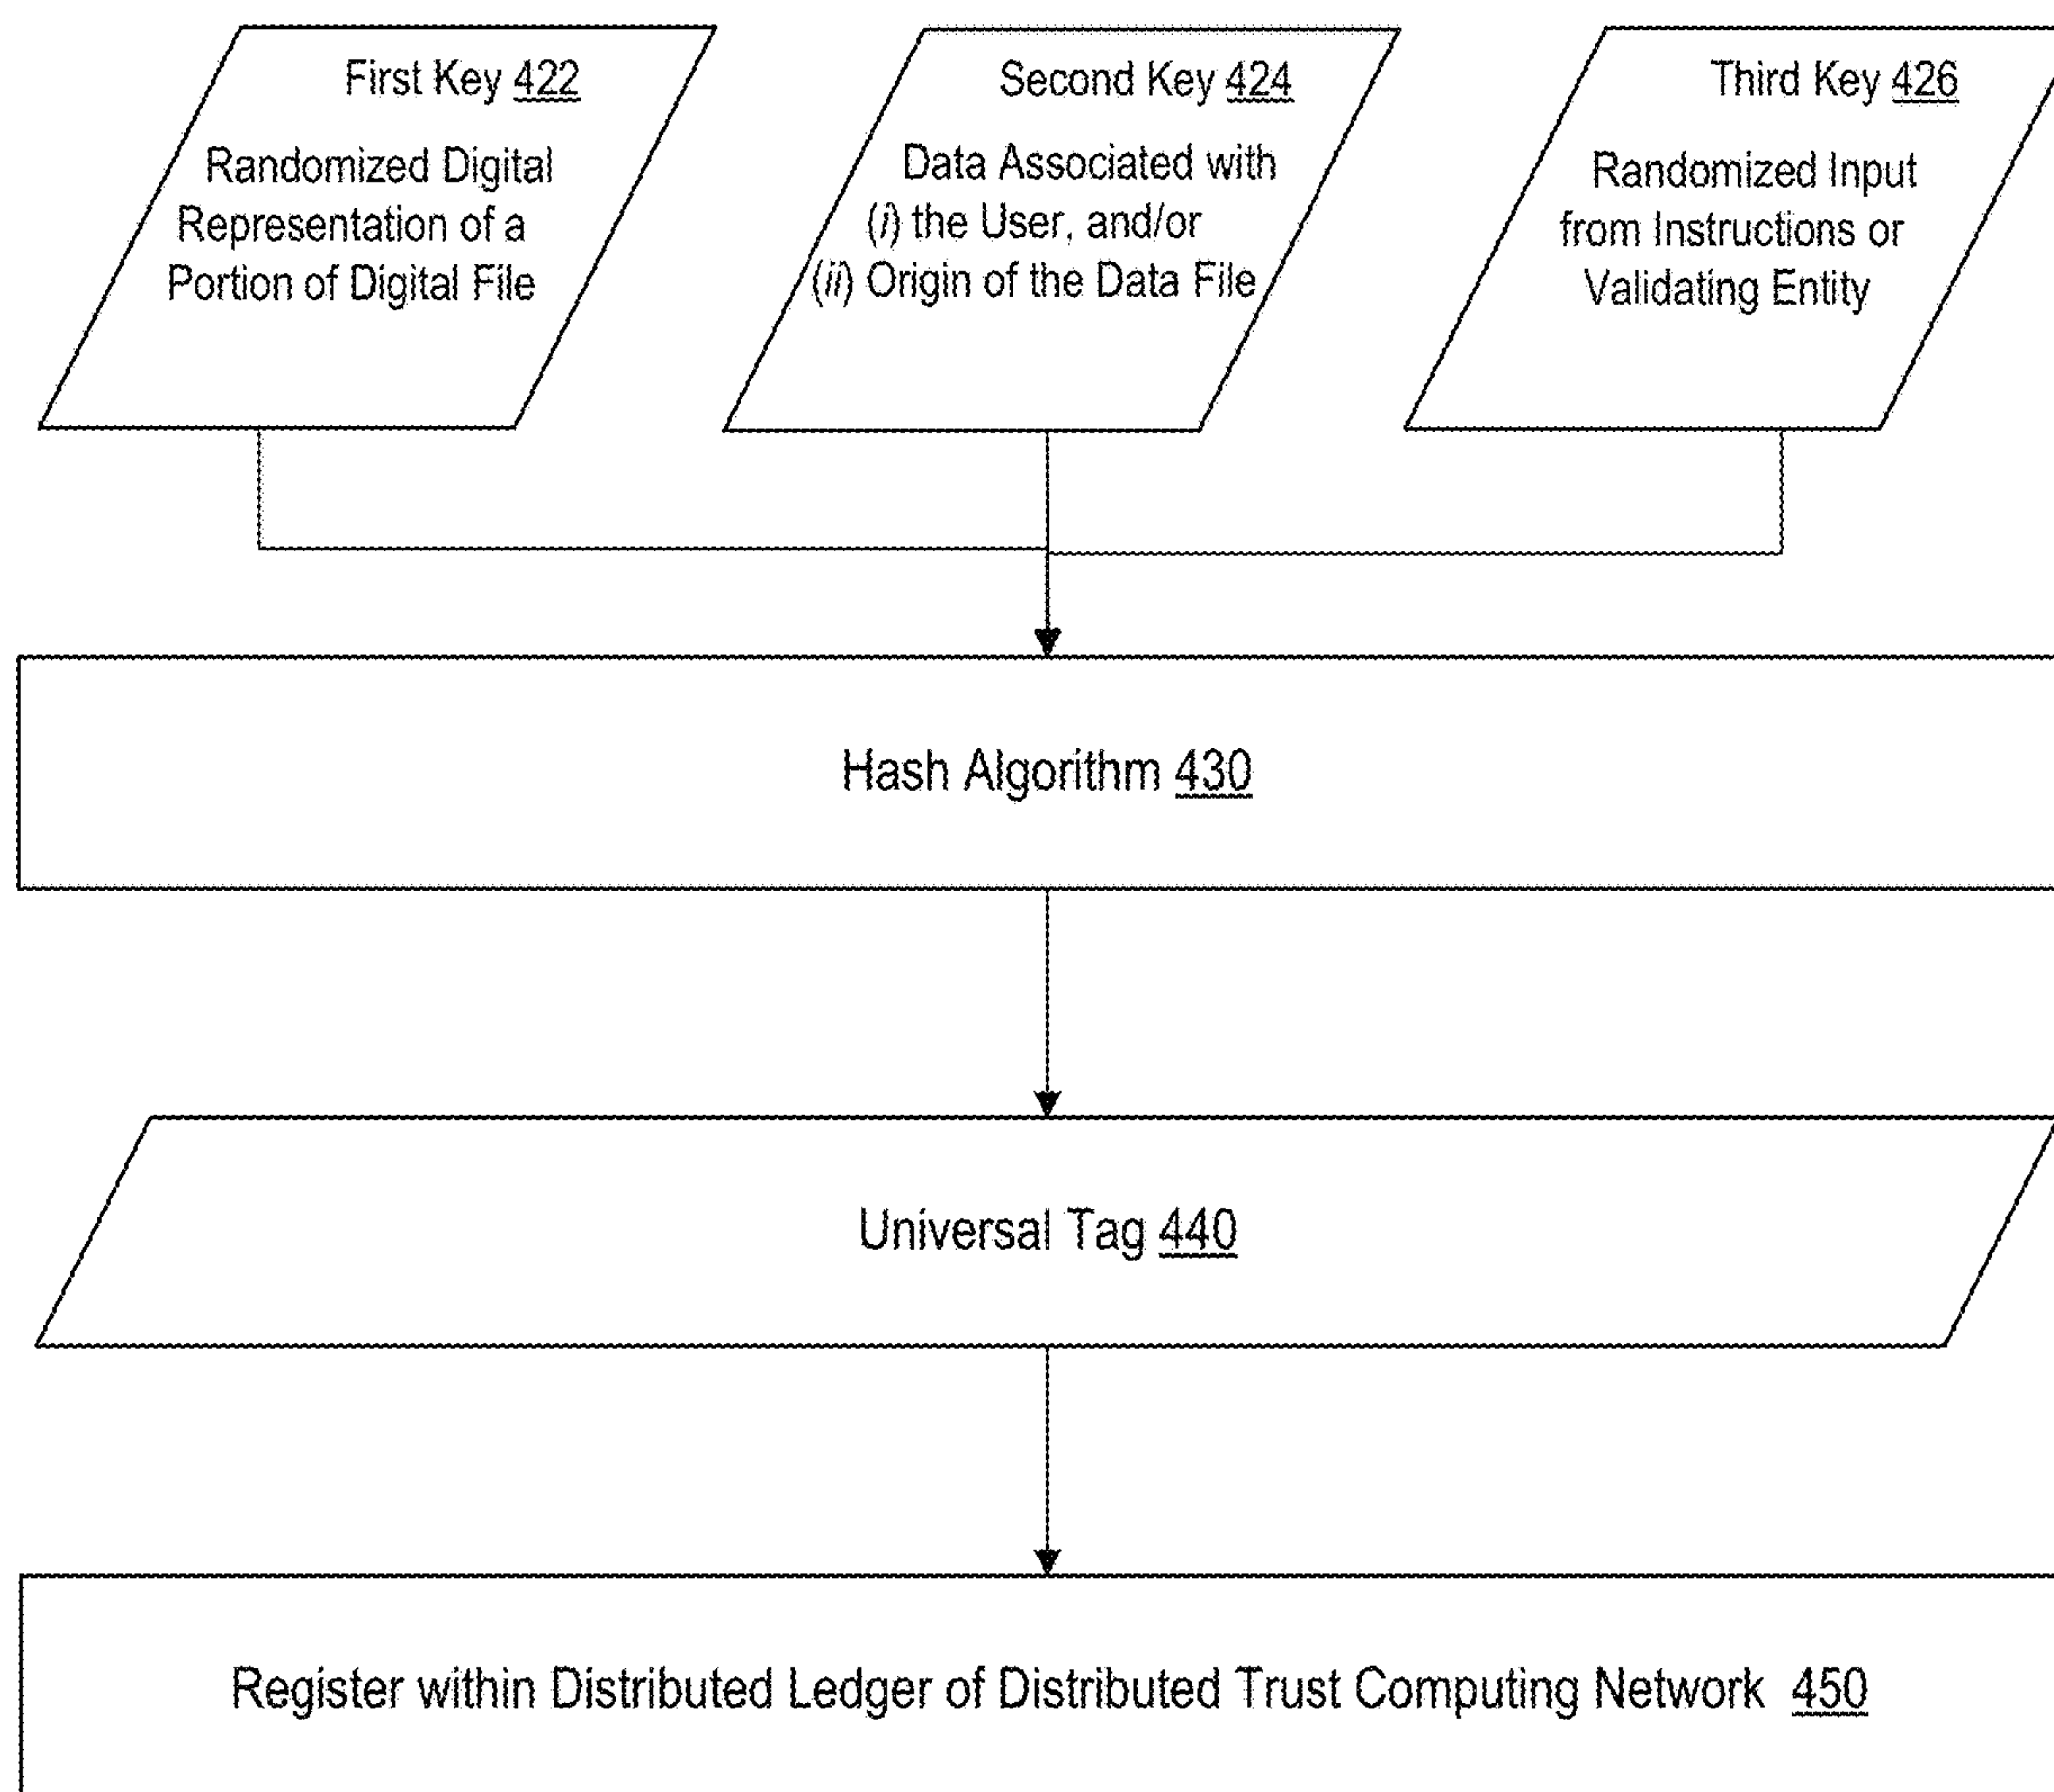 First Key 422
Randomized Digital
Representation of a
Portion of Digital File
Second Key 424
Data Associated with
(i) the User, and/or
(ii) Origin of the Data File
Third Key 426
Randomized Input
from Instructions or
Validating Entity
Hash Algorithm 430
Universal Tag 440
Register within Distributed Ledger of Distributed Trust Computing Network 450